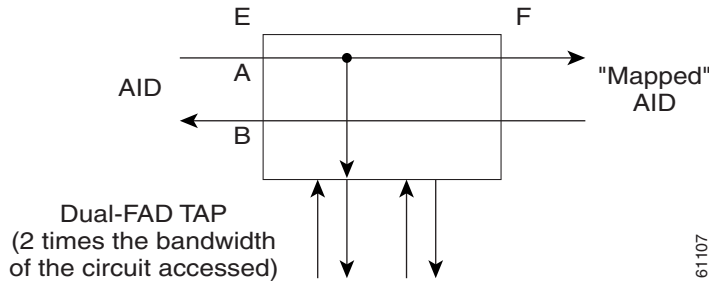 E
F
A
AID
"Mapped"
AID
B
Dual-FAD TAP
(2 times the bandwidth
of the circuit accessed)
61107